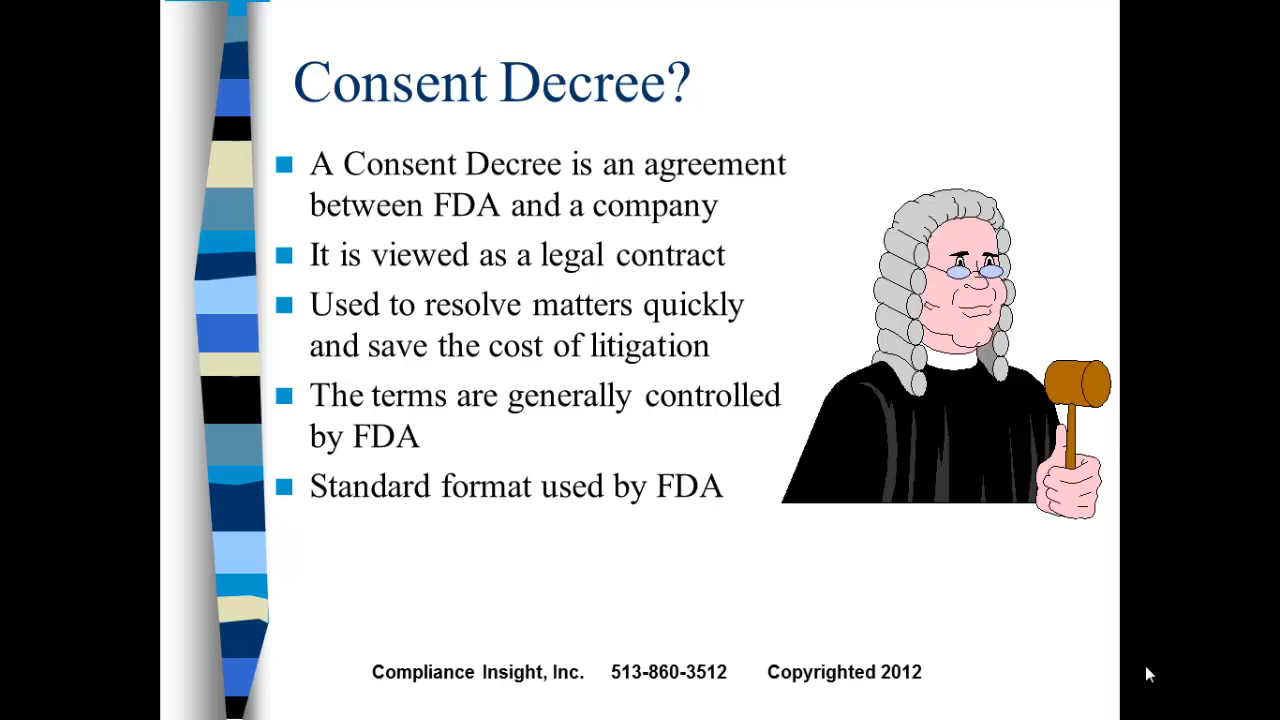 Consent Decree?
A Consent Decree is an agreement
between FDA and a company
It is viewed as a legal contract
Used to resolve matters quickly
and save the cost of litigation
The terms are generally controlled
by FDA
Standard format used by FDA
Compliance Insight, Inc. 513-860-3512 Copyrighted 2012